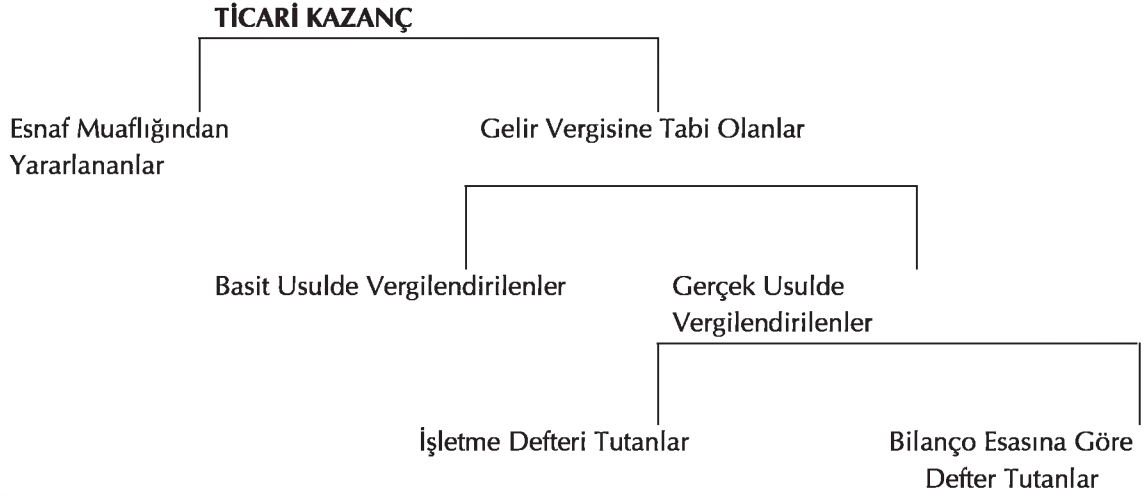 TİCARİ KAZANÇ
Esnaf Muaflığından
Yararlananlar
Gelir Vergisine Tabi Olanlar
Basit Usulde Vergilendirilenler
Gerçek Usulde
Vergilendirilenler
İşletme Defteri Tutanlar
Bilanço Esasına Göre
Defter Tutanlar